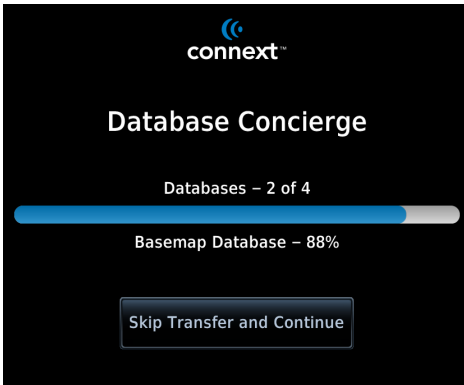 connext™
Database Concierge
Databases – 2 of 4
Basemap Database – 88%
Skip Transfer and Continue